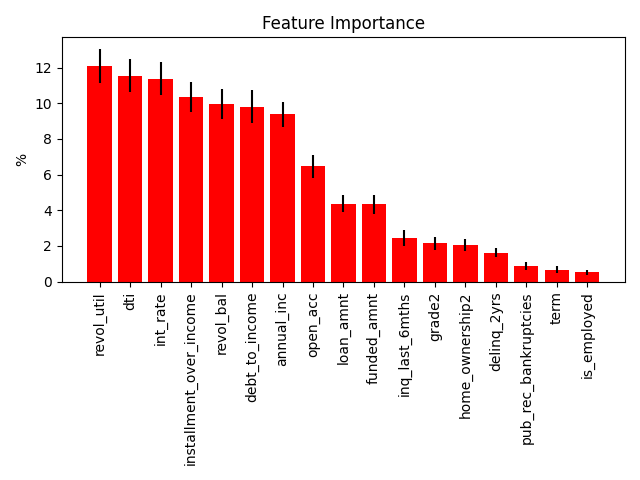 Feature Importance
12
10
8
6
4
2
0
%
revol_util
dti
int_rate
installment_over_income
revol_bal
debt_to_income
annual_inc
open_acc
loan_amnt
funded_amnt
inq_last_6mths
grade2
home_ownership2
delinq_2yrs
pub_rec_bankruptcies
term
is_employed